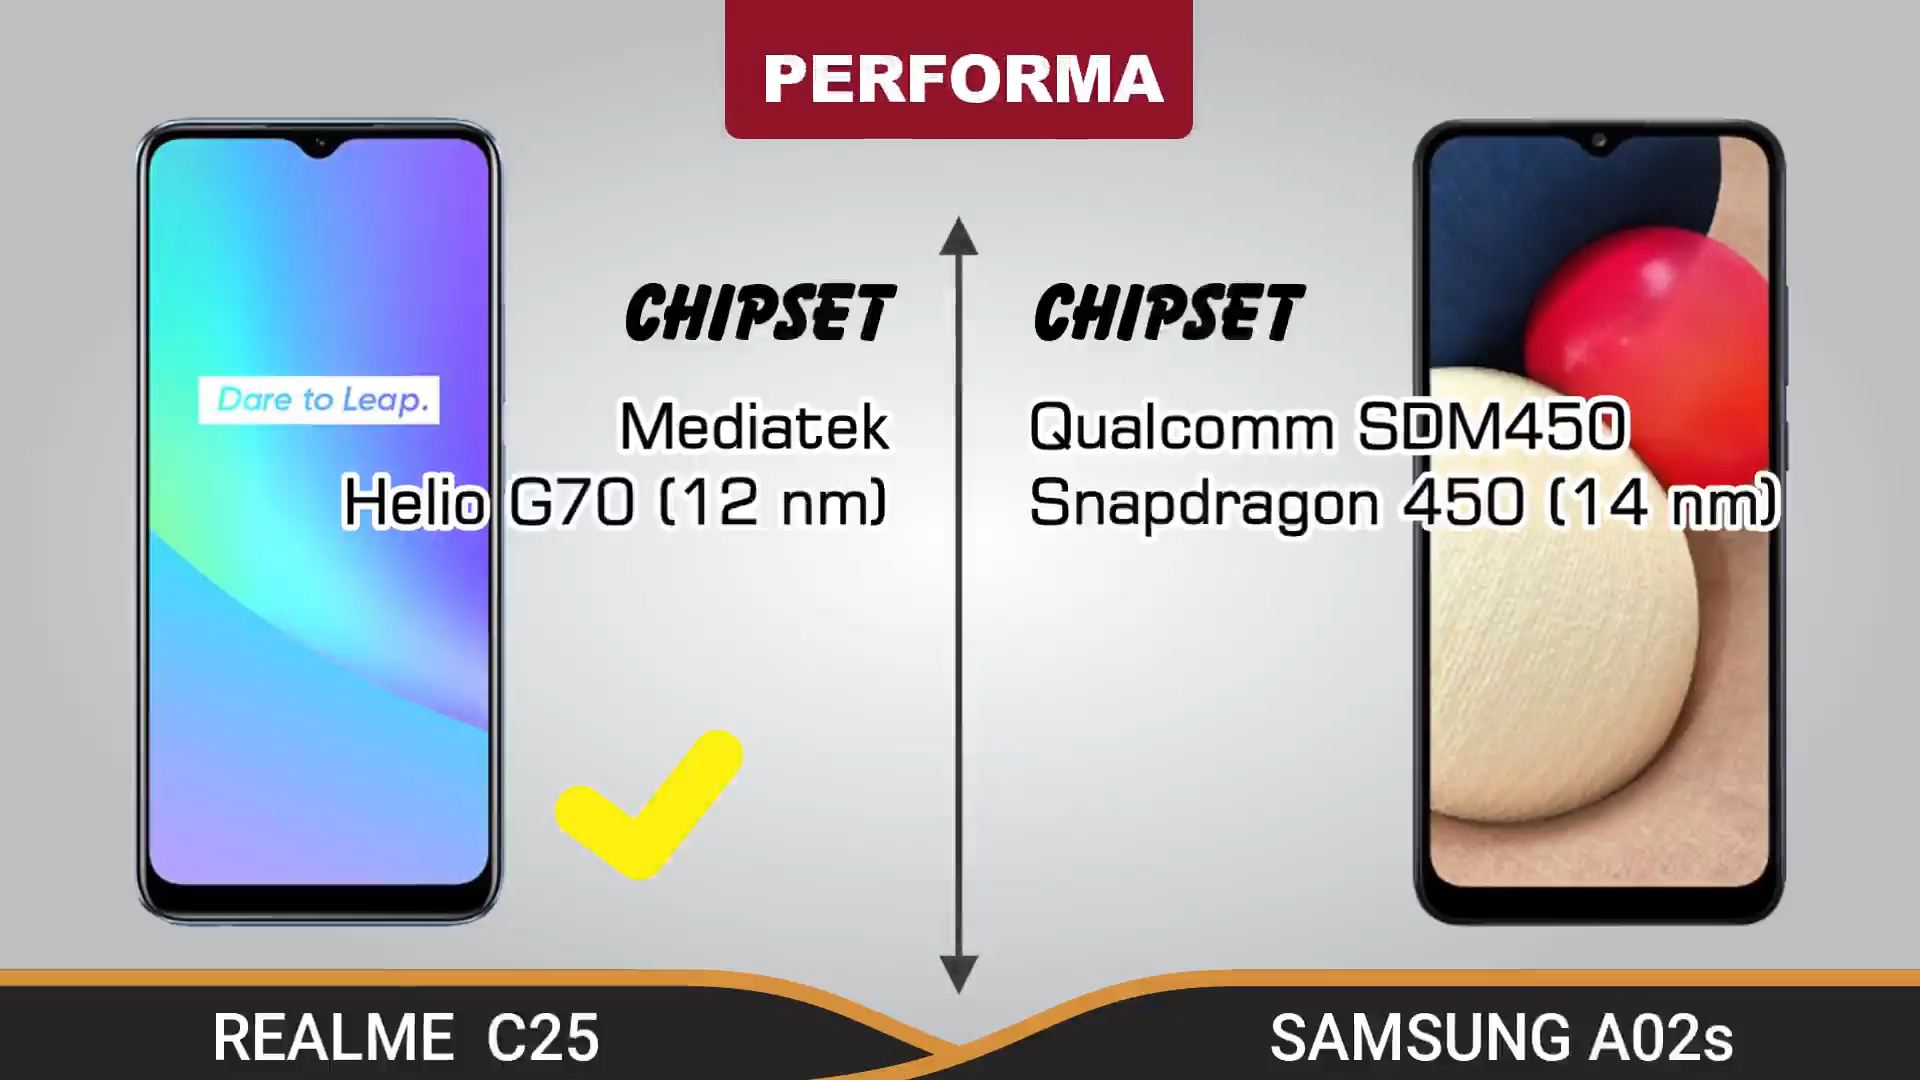 PERFORMA
Dare to Leap.
CHIPSET
Mediatek
Helio G70 (12 nm)
CHIPSET
Qualcomm SDM450
Snapdragon 450 (14 nm)
REALME C25
SAMSUNG A02s